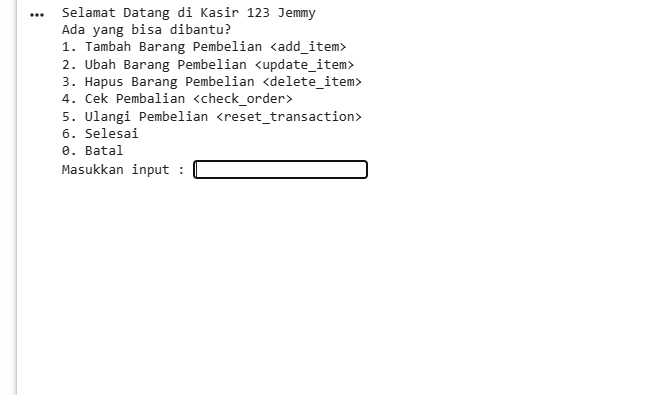 Selamat Datang di Kasir 123 Jemmy
Ada yang bisa dibantu?
1. Tambah Barang Pembelian <add_item>
2. Ubah Barang Pembelian <update_item>
3. Hapus Barang Pembelian <delete_item>
4. Cek Pembalian <check_order>
5. Ulangi Pembelian <reset_transaction>
6. Selesai
0. Batal
Masukkan input :